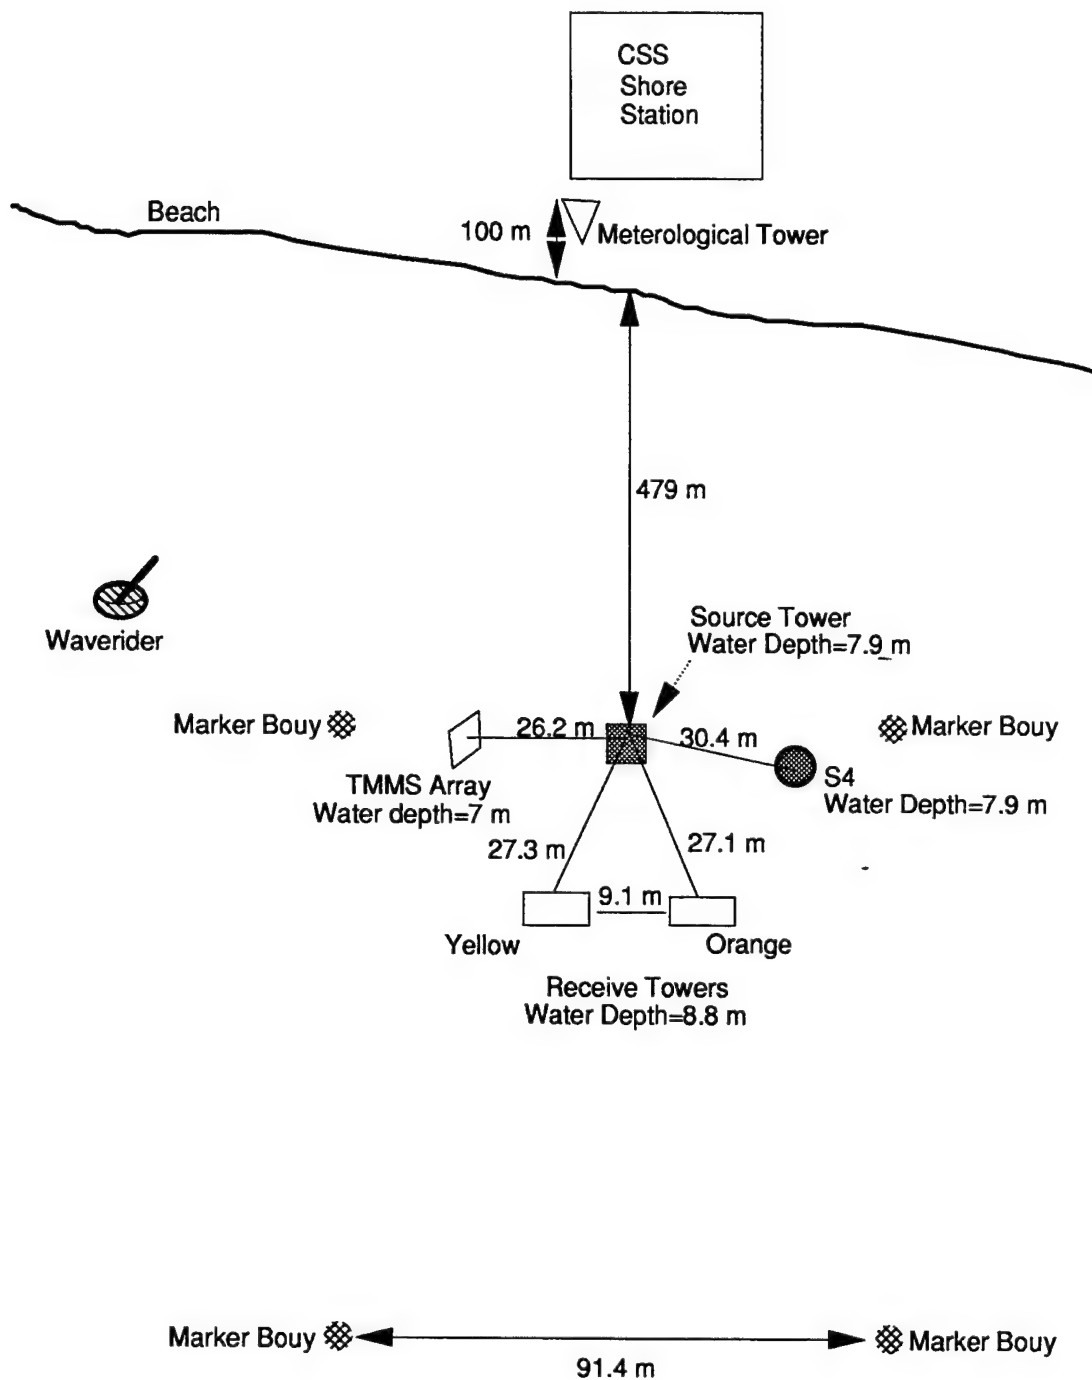 CSS
Shore
Station
Beach
100 m
Meterological Tower
479 m
Waverider
Source Tower
Water Depth=7.9 m
Marker Bouy
26.2 m
30.4 m
Marker Bouy
TMMS Array
Water depth=7 m
S4
Water Depth=7.9 m
27.3 m
27.1 m
9.1 m
Yellow
Orange
Receive Towers
Water Depth=8.8 m
Marker Bouy
Marker Bouy
91.4 m